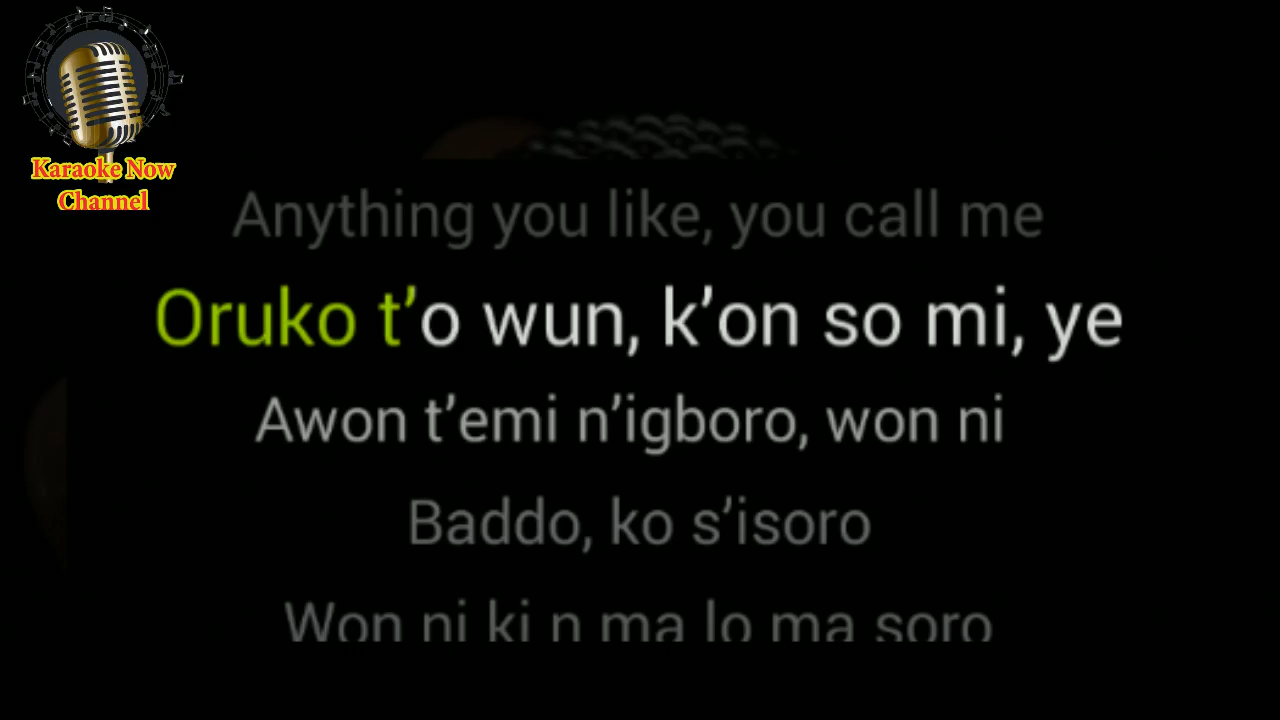 Karaoke Now
Channel
Anything you like, you call me
Oruko t’o wun, k’on so mi, ye
Awon t’emi n’igboro, won ni
Baddo, ko s’isoro
Won ni ki n ma lo ma soro